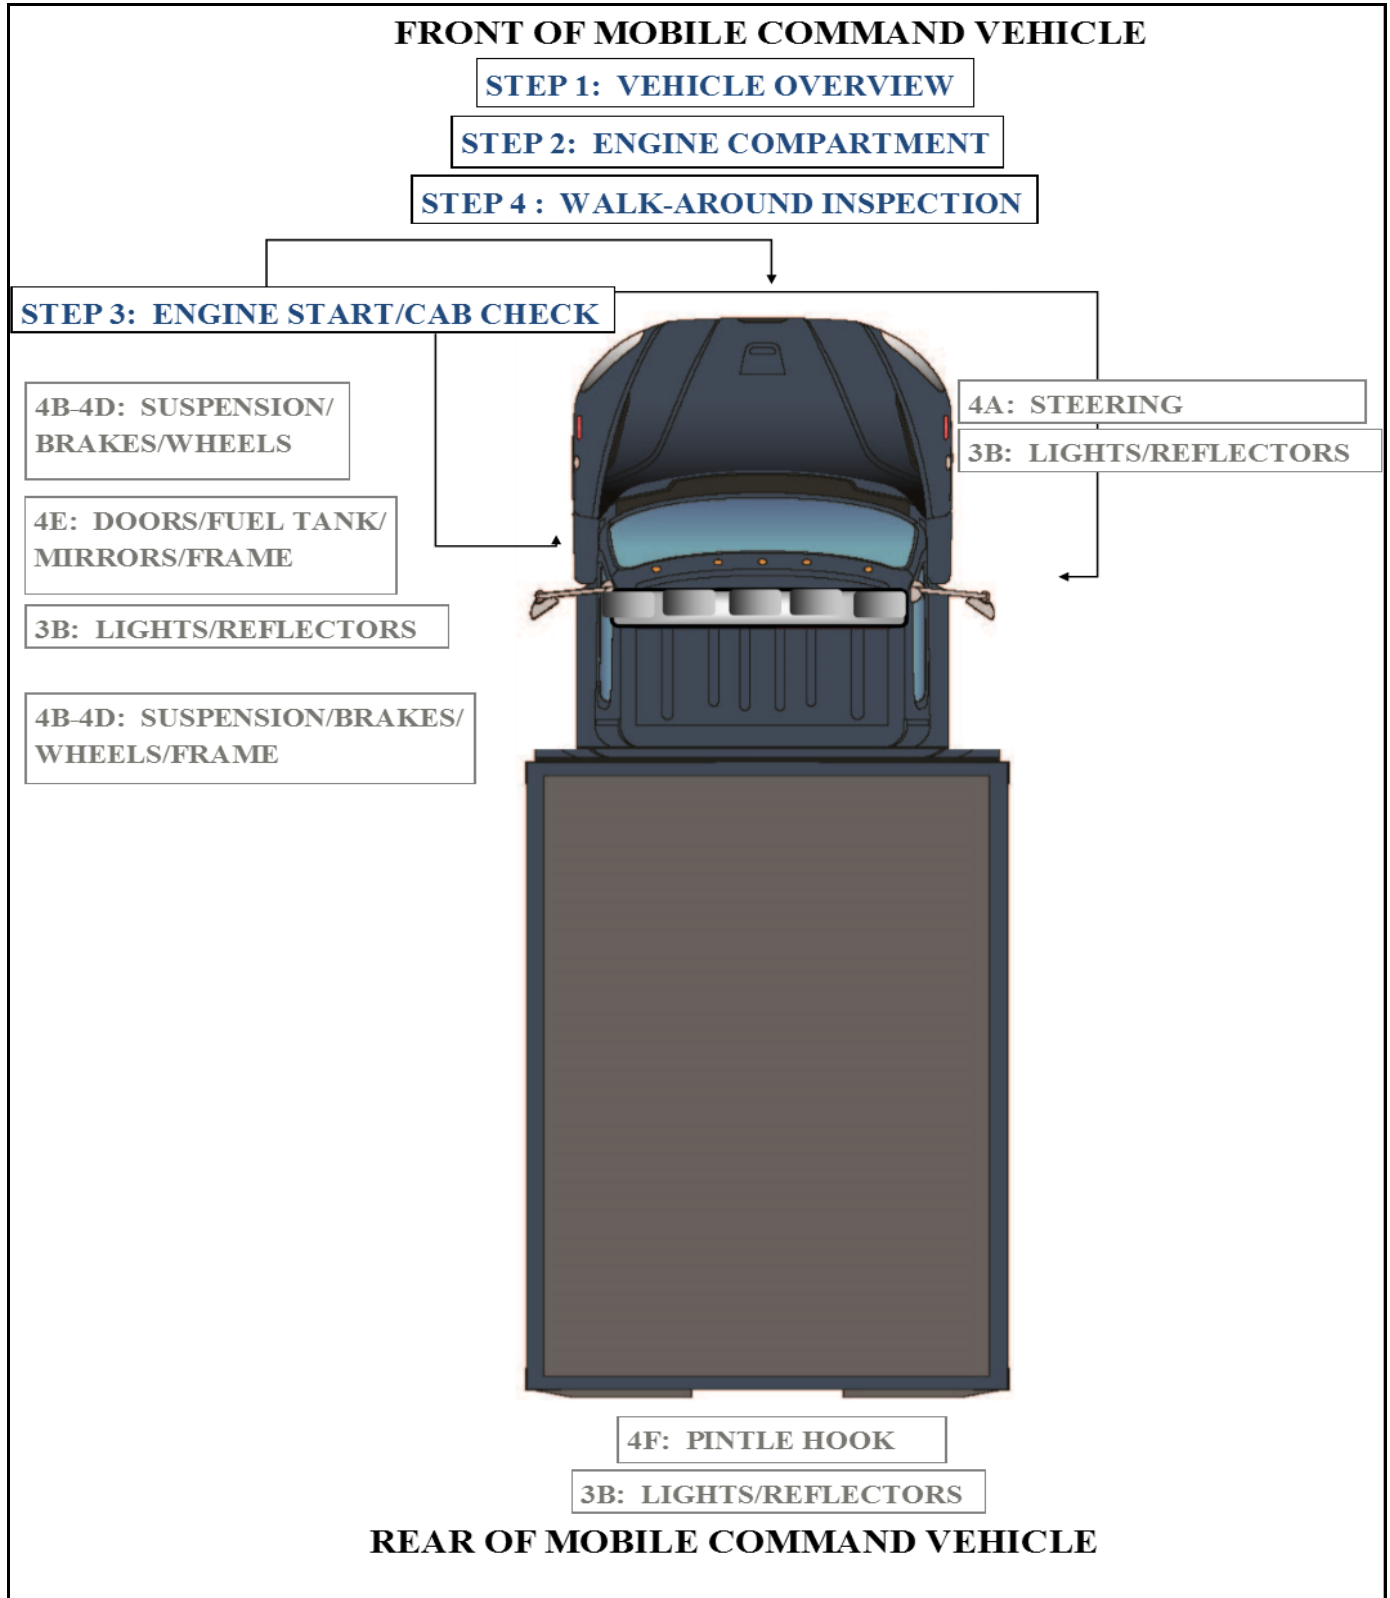 FRONT OF MOBILE COMMAND VEHICLE
STEP 1: VEHICLE OVERVIEW
STEP 2: ENGINE COMPARTMENT
STEP 4 : WALK-AROUND INSPECTION
STEP 3: ENGINE START/CAB CHECK
4B-4D: SUSPENSION/
BRAKES/WHEELS
4A: STEERING
3B: LIGHTS/REFLECTORS
4E: DOORS/FUEL TANK/
MIRRORS/FRAME
3B: LIGHTS/REFLECTORS
4B-4D: SUSPENSION/BRAKES/
WHEELS/FRAME
4F: PINTLE HOOK
3B: LIGHTS/REFLECTORS
REAR OF MOBILE COMMAND VEHICLE